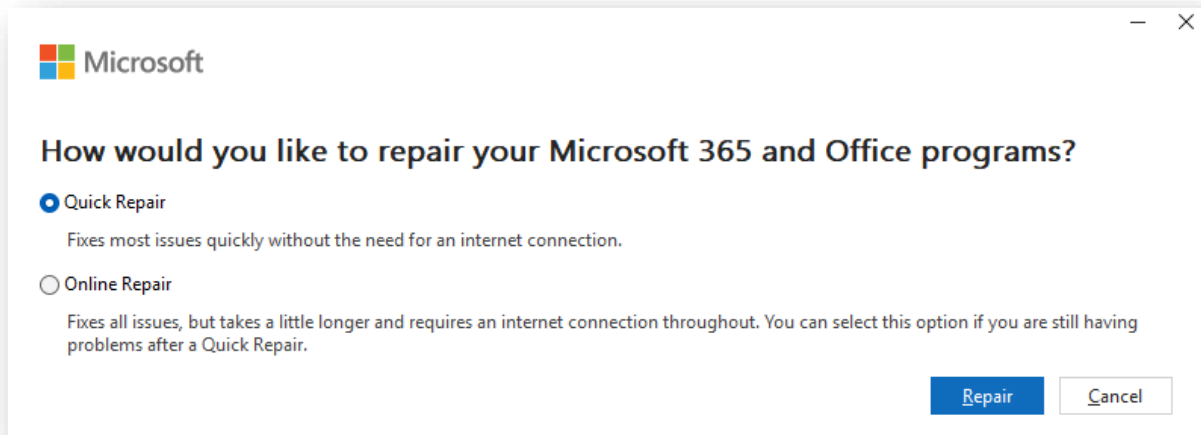 Microsoft
How would you like to repair your Microsoft 365 and Office programs?
Quick Repair
Fixes most issues quickly without the need for an internet connection.
Online Repair
Fixes all issues, but takes a little longer and requires an internet connection throughout. You can select this option if you are still having
problems after a Quick Repair.
Repair Cancel